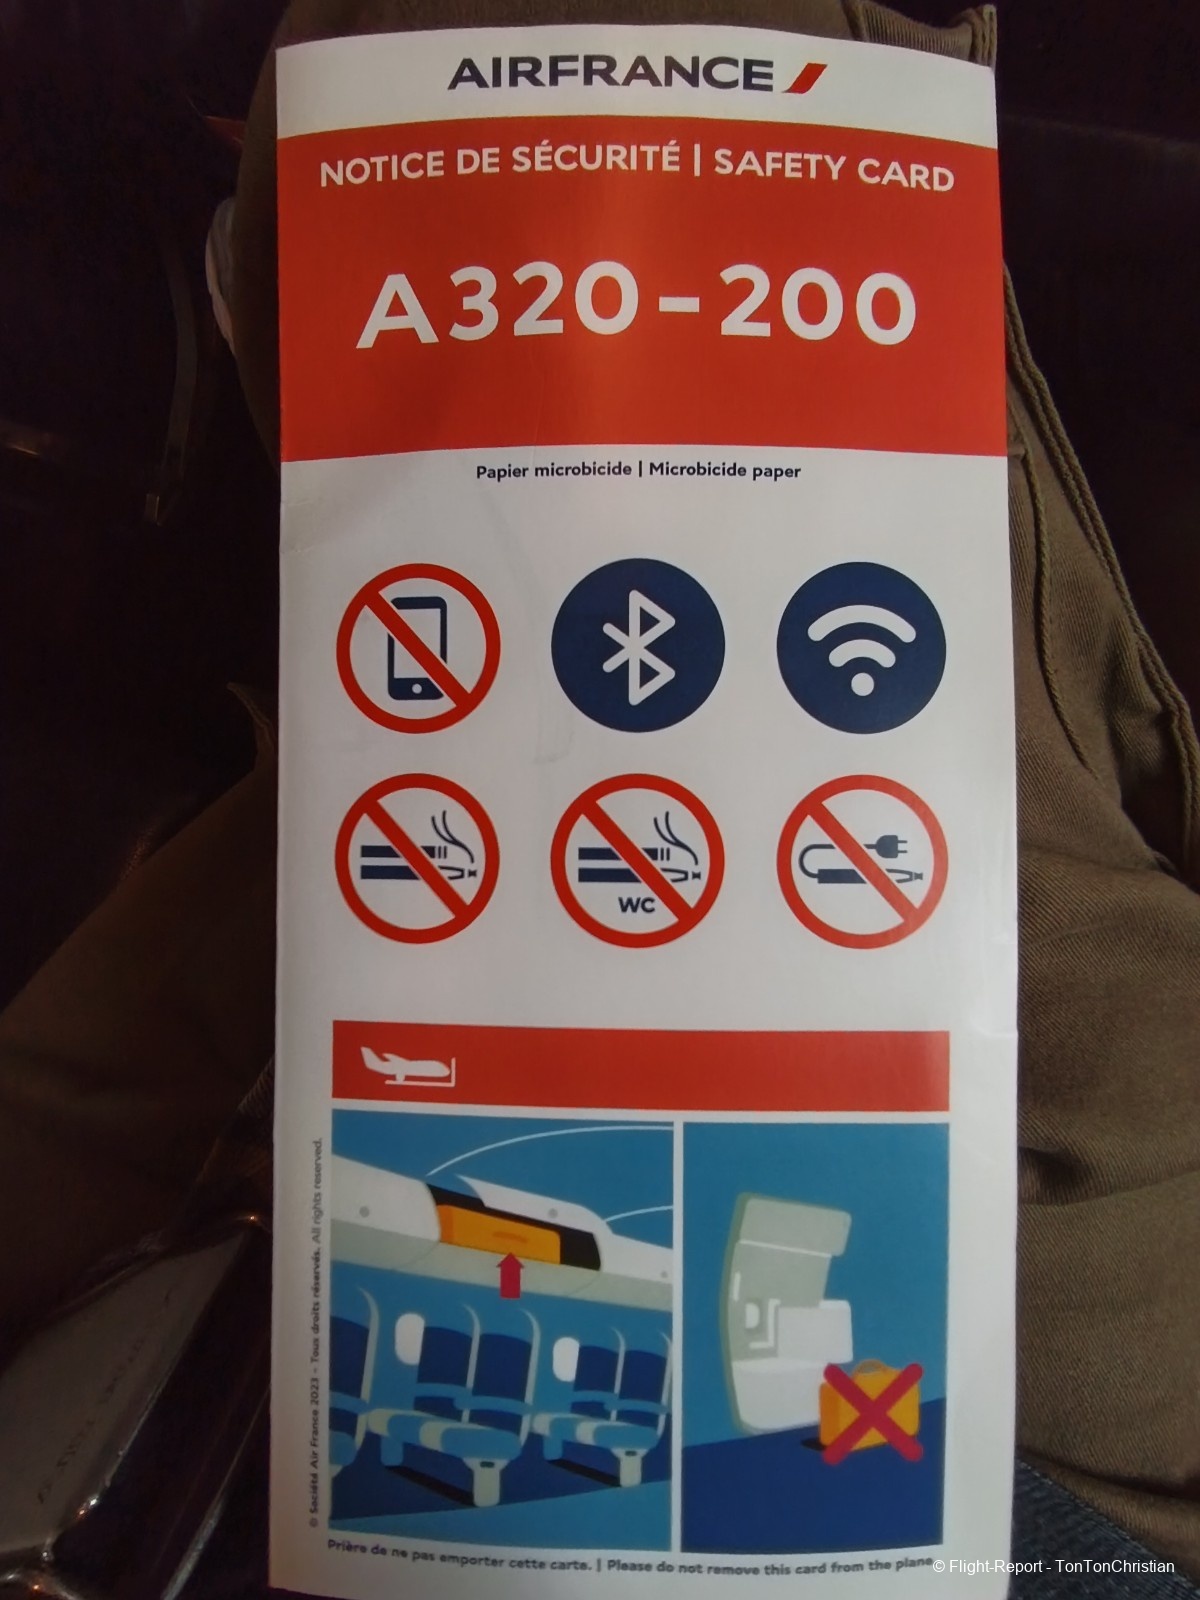 AIRFRANCE
NOTICE DE SÉCURITÉ | SAFETY CARD
A320-200
Papier microbicide | Microbicide paper
WC
© Société Air France 2023 - Tous droits réservés. All rights reserved.
Prière de ne pas emporter cette carte. | Please do not remove this card from the plane
© Flight-Report - TonTonChristian